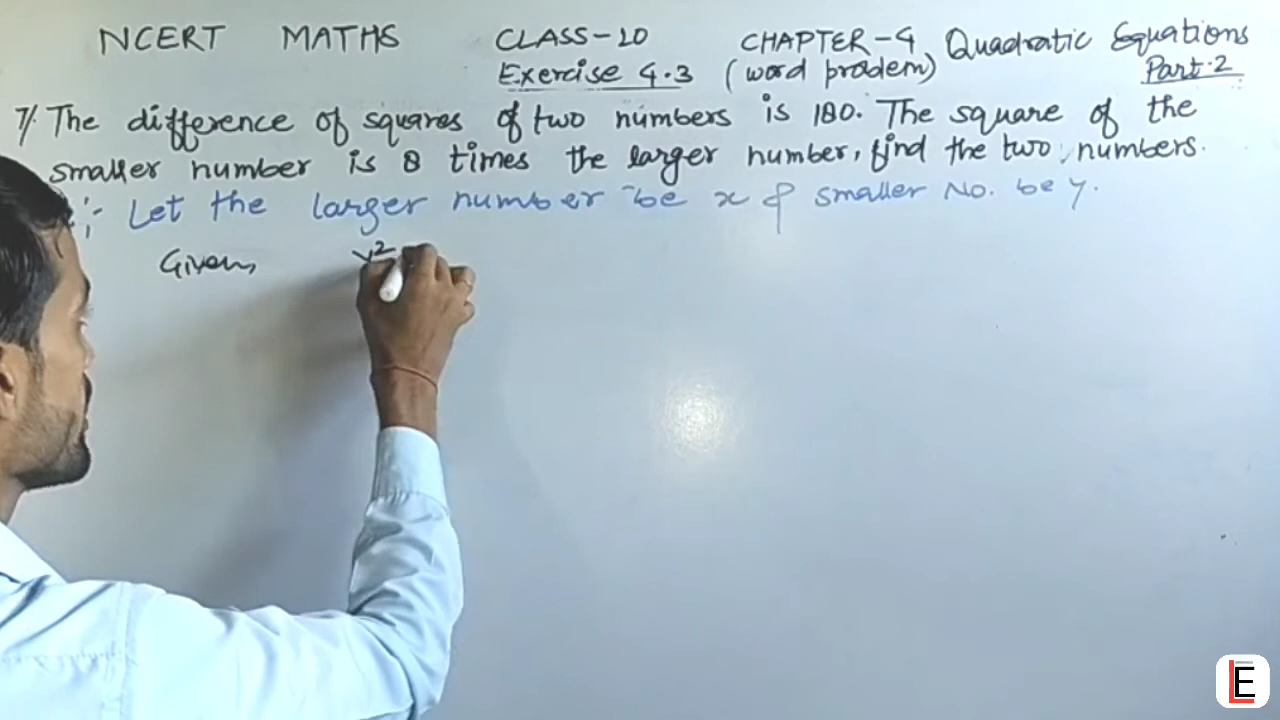 NCERT MATHS CLASS-10 CHAPTER-4 Quadratic Equations
Exercise 4.3 (word problem) Part.2
7/. The difference of squares of two numbers is 180. The square of the
smaller number is 8 times the larger number, find the two numbers.
:- Let the larger number be x & smaller No. be y.
Given,
LE